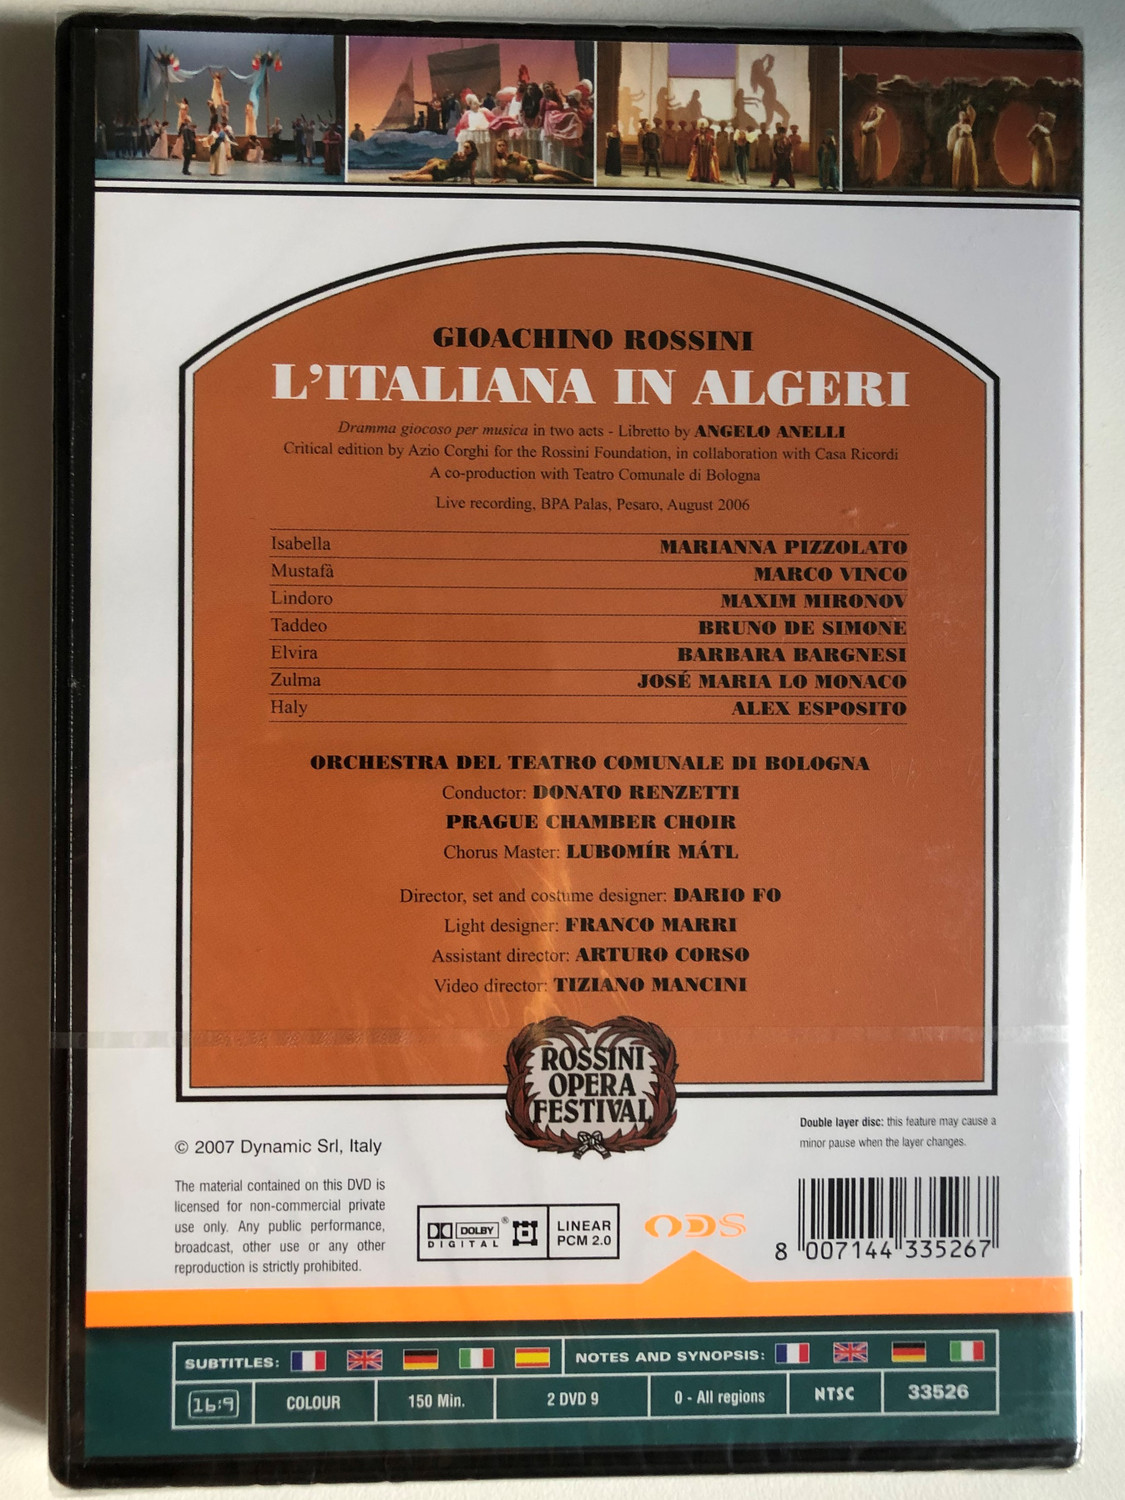 GIOACHINO ROSSINI
L'ITALIANA IN ALGERI
Dramma giocoso per musica in two acts - Libretto by ANGELO ANELLI
Critical edition by Azio Corghi for the Rossini Foundation, in collaboration with Casa Ricordi
A co-production with Teatro Comunale di Bologna
Live recording, BPA Palas, Pesaro, August 2006
Isabella MARIANNA PIZZOLATO
Mustafà MARCO VINCO
Lindoro MAXIM MIRONOV
Taddeo BRUNO DE SIMONE
Elvira BARBARA BARGNESI
Zulma JOSÉ MARIA LO MONACO
Haly ALEX ESPOSITO
ORCHESTRA DEL TEATRO COMUNALE DI BOLOGNA
Conductor: DONATO RENZETTI
PRAGUE CHAMBER CHOIR
Chorus Master: LUBOMÍR MÁTL
Director, set and costume designer: DARIO FO
Light designer: FRANCO MARRI
Assistant director: ARTURO CORSO
Video director: TIZIANO MANCINI
ROSSINI
OPERA
FESTIVAL
© 2007 Dynamic Srl, Italy
The material contained on this DVD is
licensed for non-commercial private
use only. Any public performance,
broadcast, other use or any other
reproduction is strictly prohibited.
DOLBY ®
DIGITAL
LINEAR
PCM 2.0
ODS
Double layer disc: this feature may cause a
minor pause when the layer changes.
8 007144 335267
SUBTITLES:
NOTES AND SYNOPSIS:
16:9 COLOUR 150 Min. 2 DVD 9 0 - All regions NTSC 33526